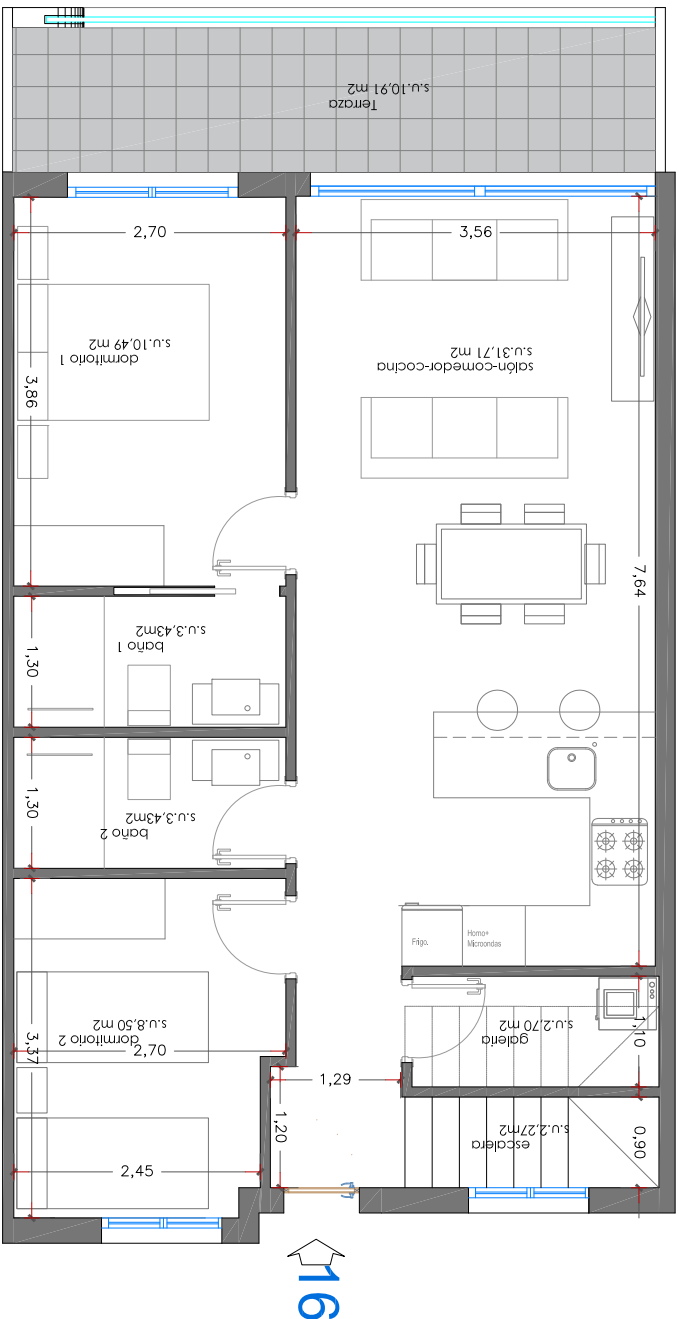 Terraza
s.u.10,91 m2
2,70
3,56
dormitorio 1
s.u.10,49 m2
salón-comedor-cocina
s.u.31,71 m2
3,86
7,64
baño 1
s.u.3,43m2
1,30
baño 2
s.u.3,43m2
1,30
Frigo.
Horno+
Microondas
dormitorio 2
s.u.8,50 m2
2,70
3,37
galeria
s.u.2,70 m2
1,10
1,29
1,20
escalera
s.u.2,27m2
0,90
2,45
16